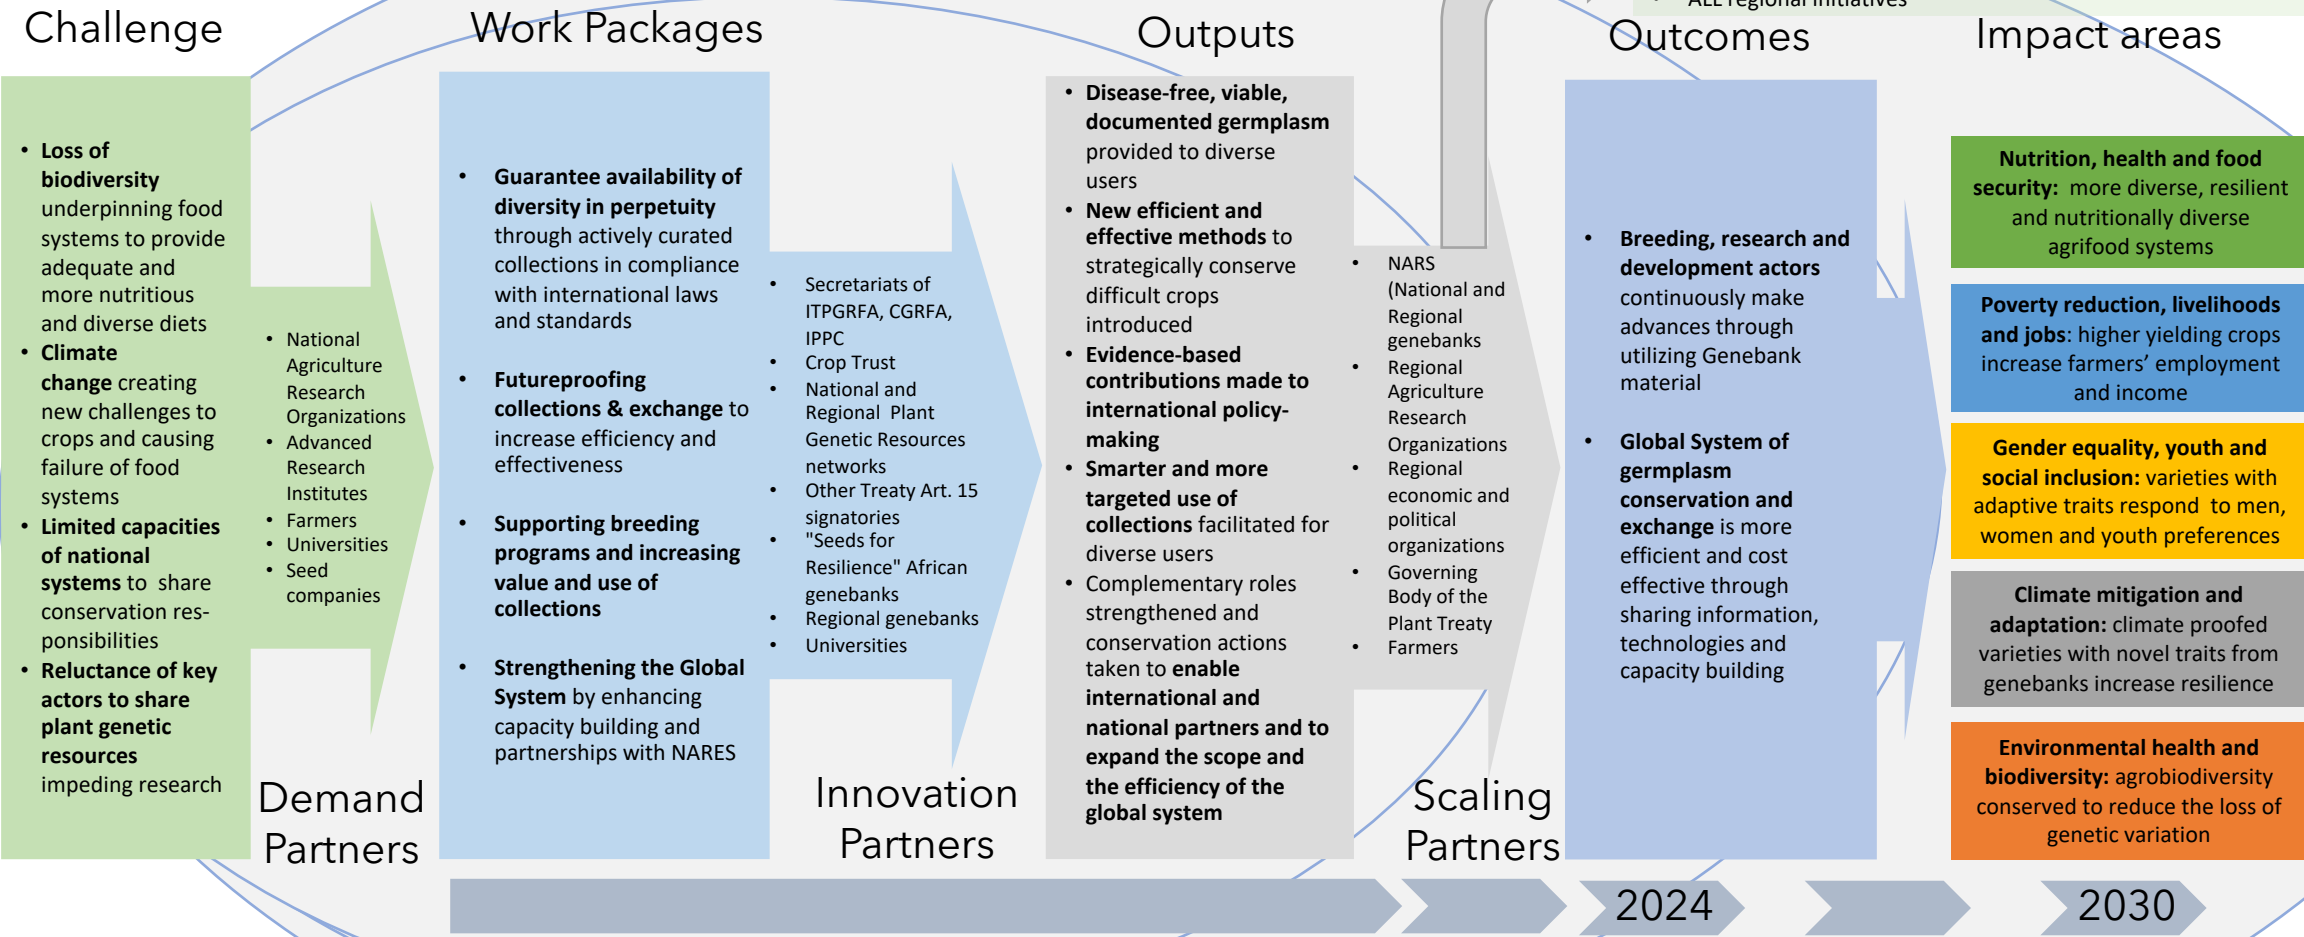 • ALL regional initiatives
Challenge
• Loss of
biodiversity
underpinning food
systems to provide
adequate and
more nutritious
and diverse diets
• Climate
change creating
new challenges to
crops and causing
failure of food
systems
• Limited capacities
of national
systems to share
conservation res-
ponsibilities
• Reluctance of key
actors to share
plant genetic
resources
impeding research
• National
Agriculture
Research
Organizations
• Advanced
Research
Institutes
• Farmers
• Universities
• Seed
companies
Demand
Partners
Work Packages
• Guarantee availability of
diversity in perpetuity
through actively curated
collections in compliance
with international laws
and standards
• Futureproofing
collections & exchange to
increase efficiency and
effectiveness
• Supporting breeding
programs and increasing
value and use of
collections
• Strengthening the Global
System by enhancing
capacity building and
partnerships with NARES
• Secretariats of
ITPGRFA, CGRFA,
IPPC
• Crop Trust
• National and
Regional Plant
Genetic Resources
networks
• Other Treaty Art. 15
signatories
• "Seeds for
Resilience" African
genebanks
• Regional genebanks
• Universities
Innovation
Partners
Outputs
• Disease-free, viable,
documented germplasm
provided to diverse
users
• New efficient and
effective methods to
strategically conserve
difficult crops
introduced
• Evidence-based
contributions made to
international policy-
making
• Smarter and more
targeted use of
collections facilitated for
diverse users
• Complementary roles
strengthened and
conservation actions
taken to enable
international and
national partners and to
expand the scope and
the efficiency of the
global system
• NARS
(National and
Regional
genebanks
• Regional
Agriculture
Research
Organizations
• Regional
economic and
political
organizations
• Governing
Body of the
Plant Treaty
• Farmers
Scaling
Partners
Outcomes
• Breeding, research and
development actors
continuously make
advances through
utilizing Genebank
material
• Global System of
germplasm
conservation and
exchange is more
efficient and cost
effective through
sharing information,
technologies and
capacity building
Impact areas
Nutrition, health and food
security: more diverse, resilient
and nutritionally diverse
agrifood systems
Poverty reduction, livelihoods
and jobs: higher yielding crops
increase farmers’ employment
and income
Gender equality, youth and
social inclusion: varieties with
adaptive traits respond to men,
women and youth preferences
Climate mitigation and
adaptation: climate proofed
varieties with novel traits from
genebanks increase resilience
Environmental health and
biodiversity: agrobiodiversity
conserved to reduce the loss of
genetic variation
2024
2030